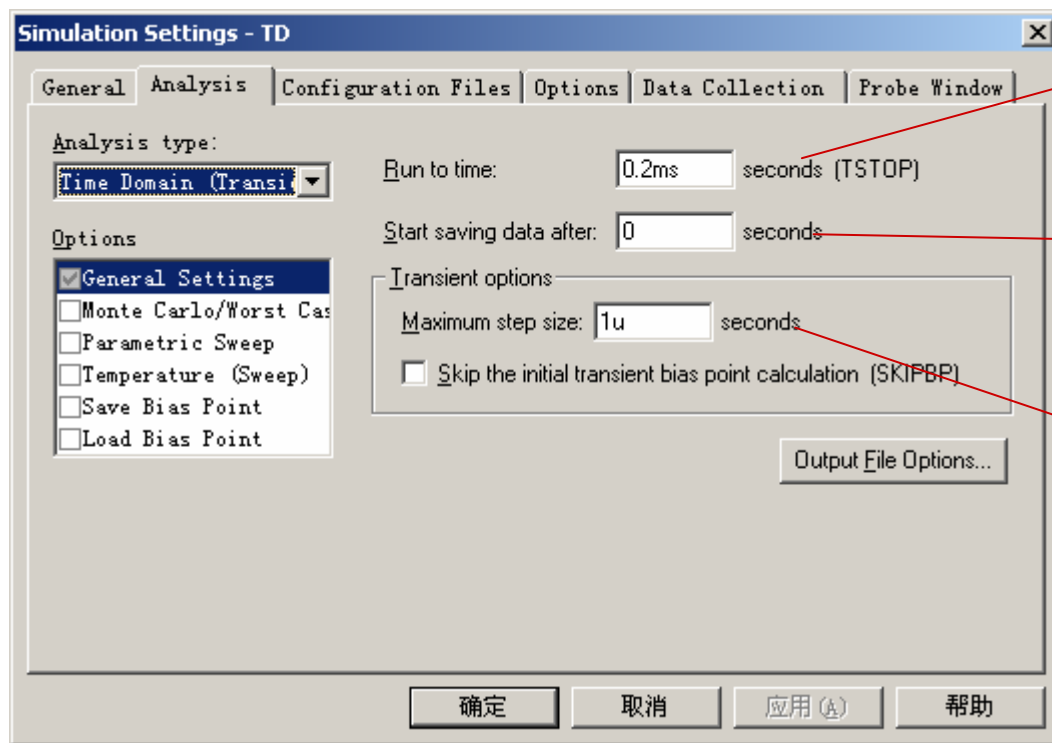 Simulation Settings - TD
General Analysis Configuration Files Options Data Collection Probe Window
Analysis type:
Time Domain (Transi
Options
General Settings
Monte Carlo/Worst Cas
Parametric Sweep
Temperature (Sweep)
Save Bias Point
Load Bias Point
Run to time: 0.2ms seconds (TSTOP)
Start saving data after: 0 seconds
Transient options
Maximum step size: 1u seconds
Skip the initial transient bias point calculation (SKIPBP)
Output File Options...
确定 取消 应用(A) 帮助